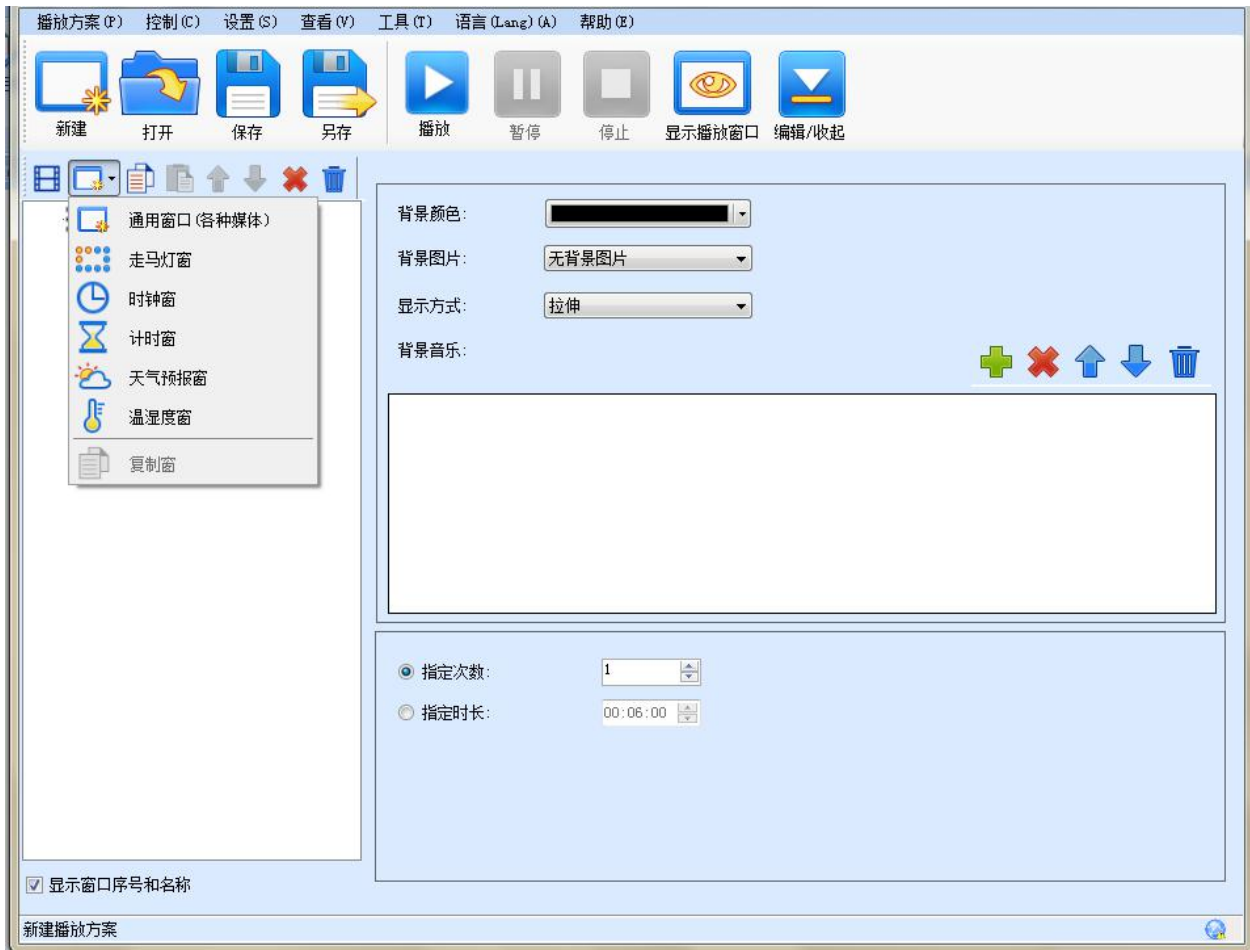 播放方案(P) 控制(C) 设置(S) 查看(V) 工具(T) 语言(Lang)(A) 帮助(E)
新建 打开 保存 另存 播放 暂停 停止 显示播放窗口 编辑/收起
通用窗口(各种媒体)
走马灯窗
时钟窗
计时窗
天气预报窗
温湿度窗
复制窗
背景颜色:
背景图片: 无背景图片
显示方式: 拉伸
背景音乐:
指定次数: 1
指定时长: 00:06:00
显示窗口序号和名称
新建播放方案